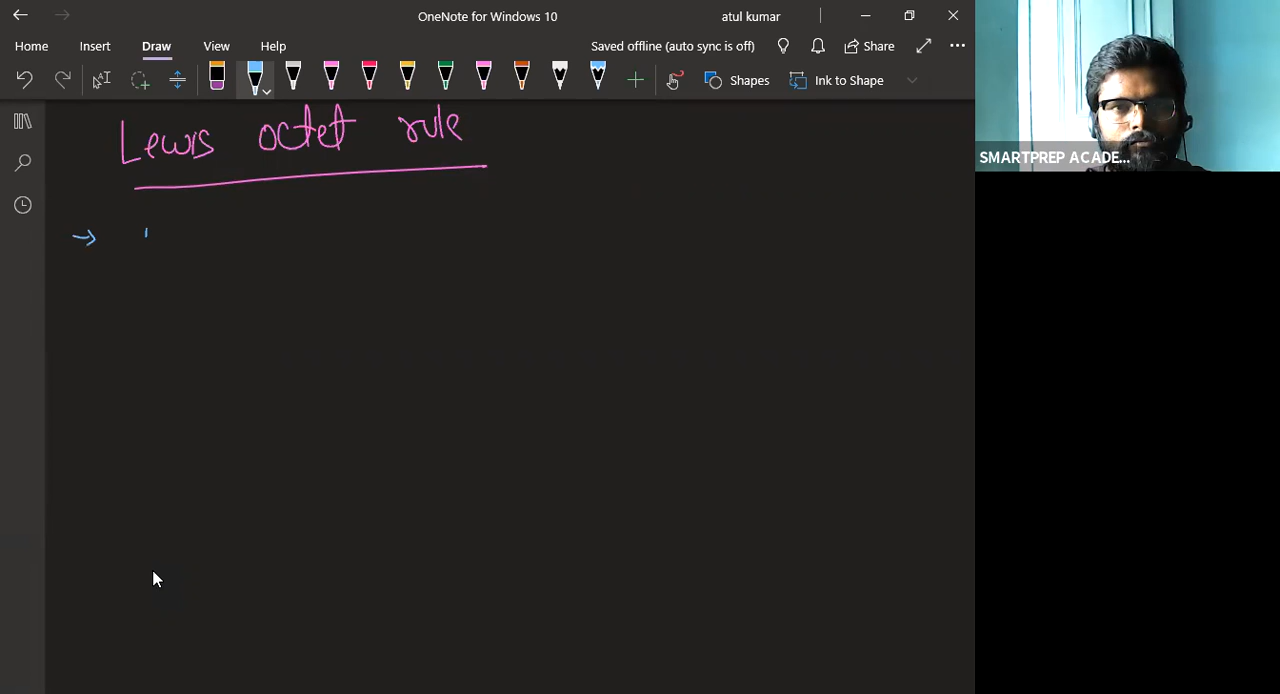 OneNote for Windows 10
atul kumar
Home Insert Draw View Help
Saved offline (auto sync is off)
Share
Shapes
Ink to Shape
SMARTPREP ACADE...
Lewis octet rule
→